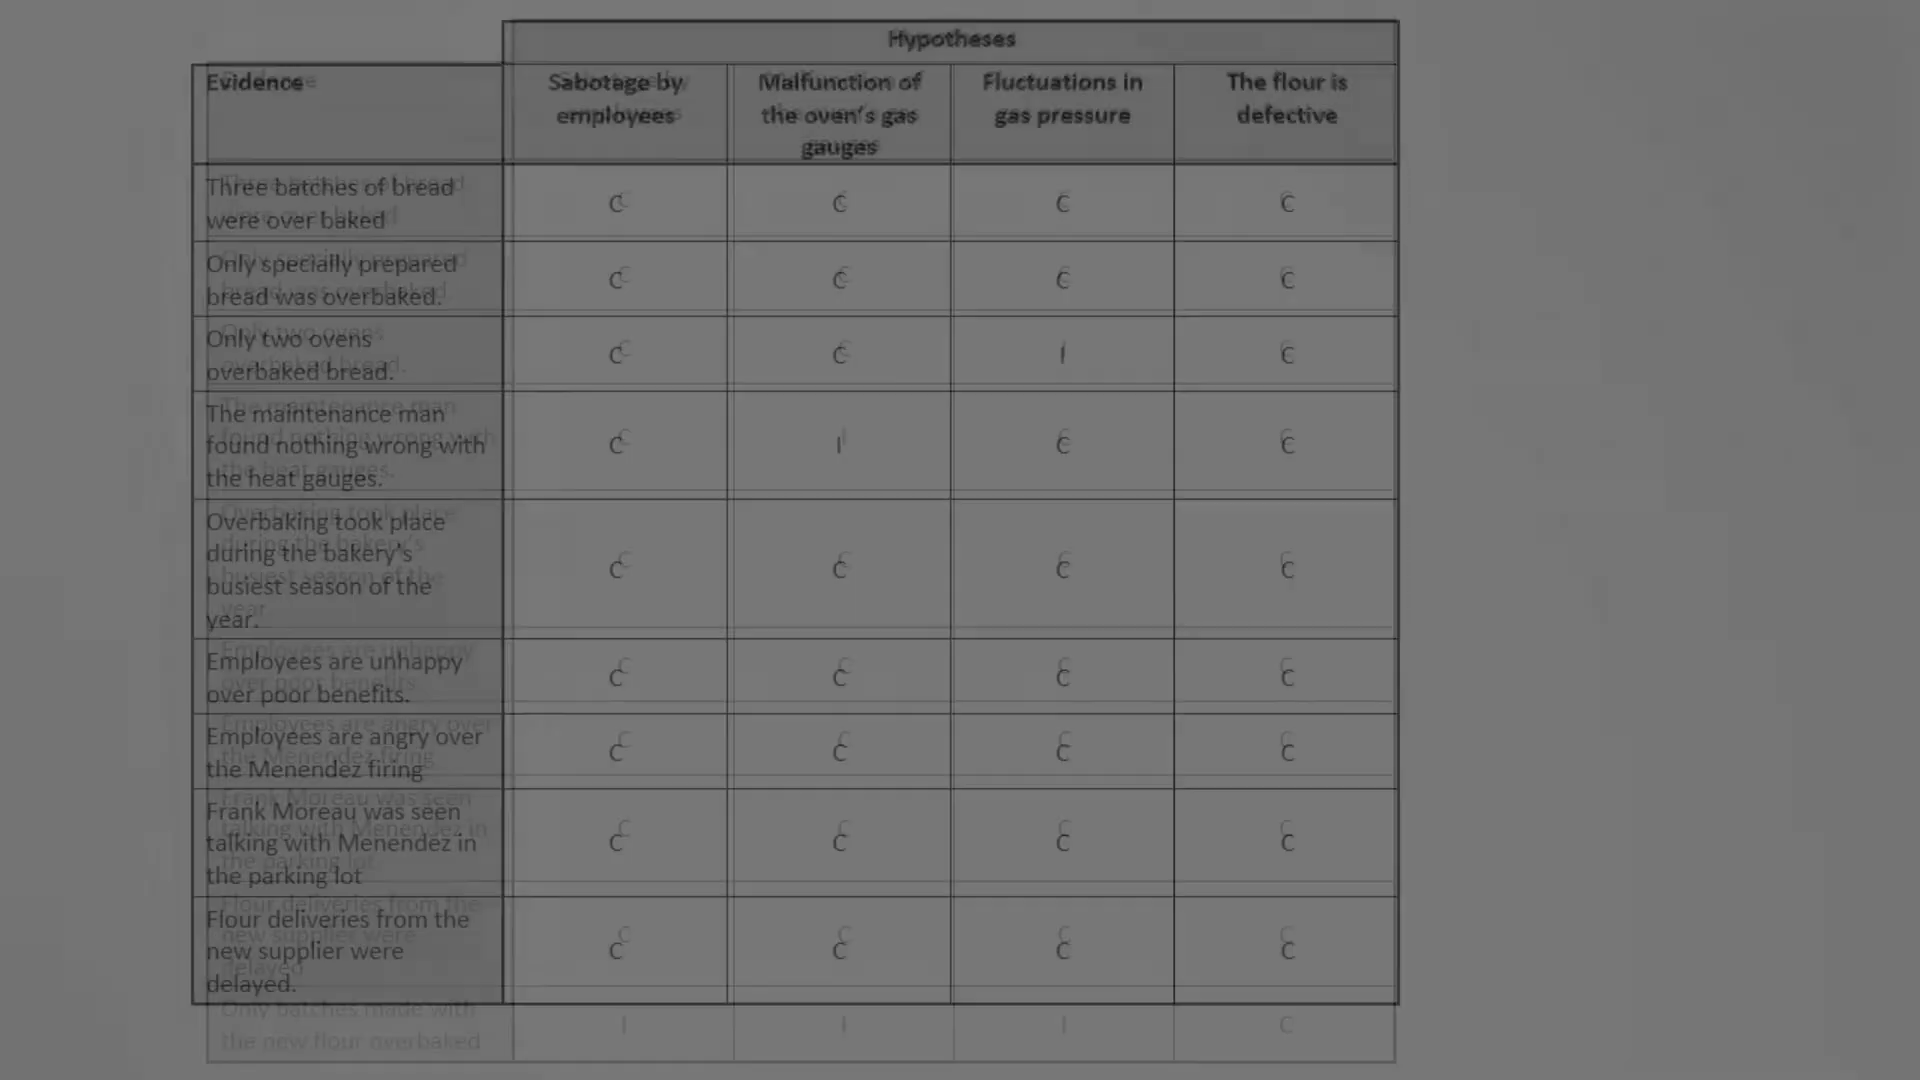 Hypotheses
Evidence
Sabotage by
employees
Malfunction of
the oven's gas
gauges
Fluctuations in
gas pressure
The flour is
defective
Three batches of bread
were over baked
C C C C
Only specially prepared
bread was overbaked.
C C C C
Only two ovens
overbaked bread.
C C I C
The maintenance man
found nothing wrong with
the heat gauges.
C I C C
Overbaking took place
during the bakery's
busiest season of the
year.
C C C C
Employees are unhappy
over poor benefits.
C C C C
Employees are angry over
the Menendez firing
C C C C
Frank Moreau was seen
talking with Menendez in
the parking lot
C C C C
Flour deliveries from the
new supplier were
delayed.
C C C C
Only batches made with
the new flour overbaked
I I I C